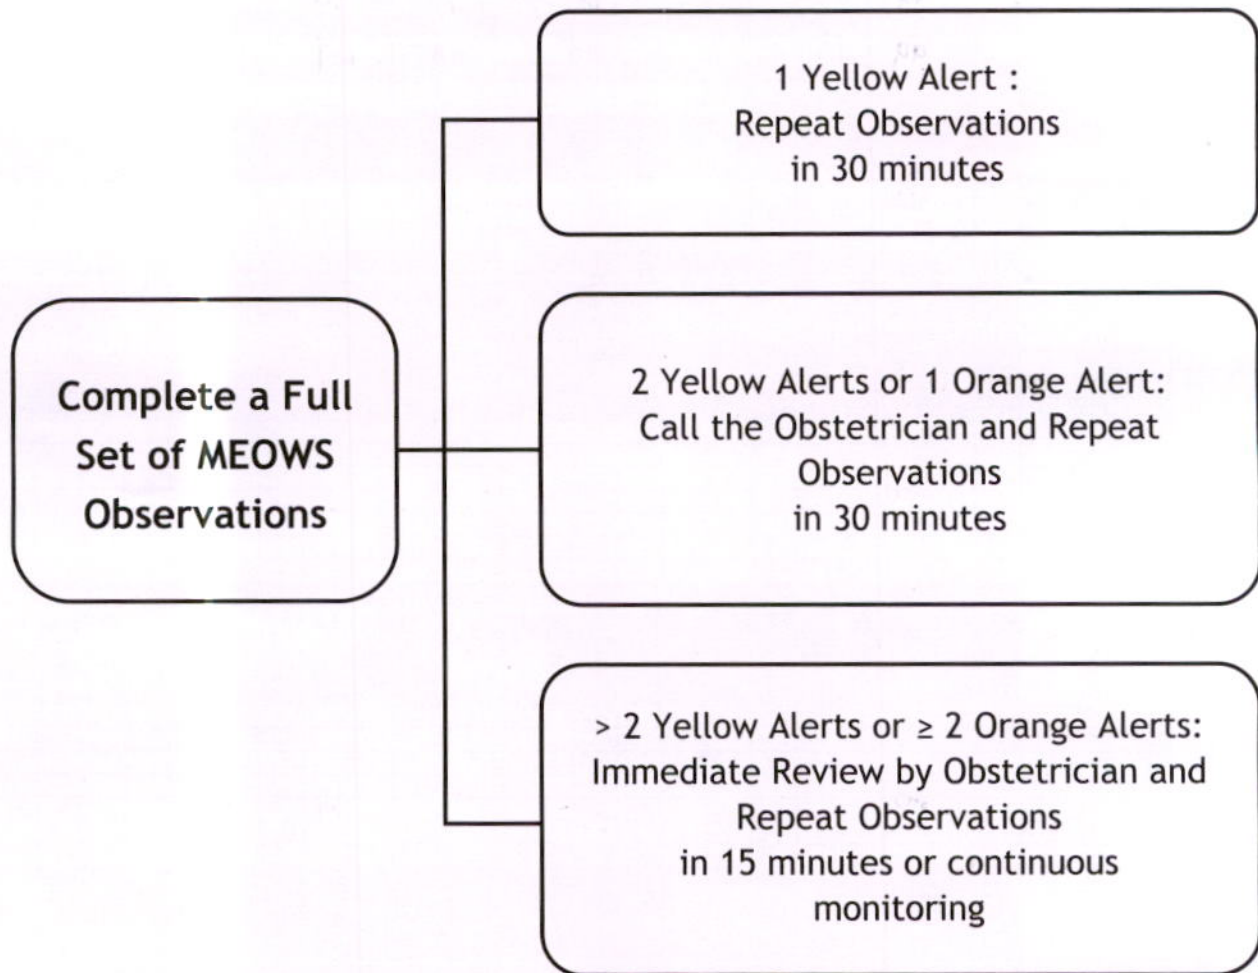 Complete a Full
Set of MEOWS
Observations
1 Yellow Alert :
Repeat Observations
in 30 minutes
2 Yellow Alerts or 1 Orange Alert:
Call the Obstetrician and Repeat
Observations
in 30 minutes
> 2 Yellow Alerts or ≥ 2 Orange Alerts:
Immediate Review by Obstetrician and
Repeat Observations
in 15 minutes or continuous
monitoring